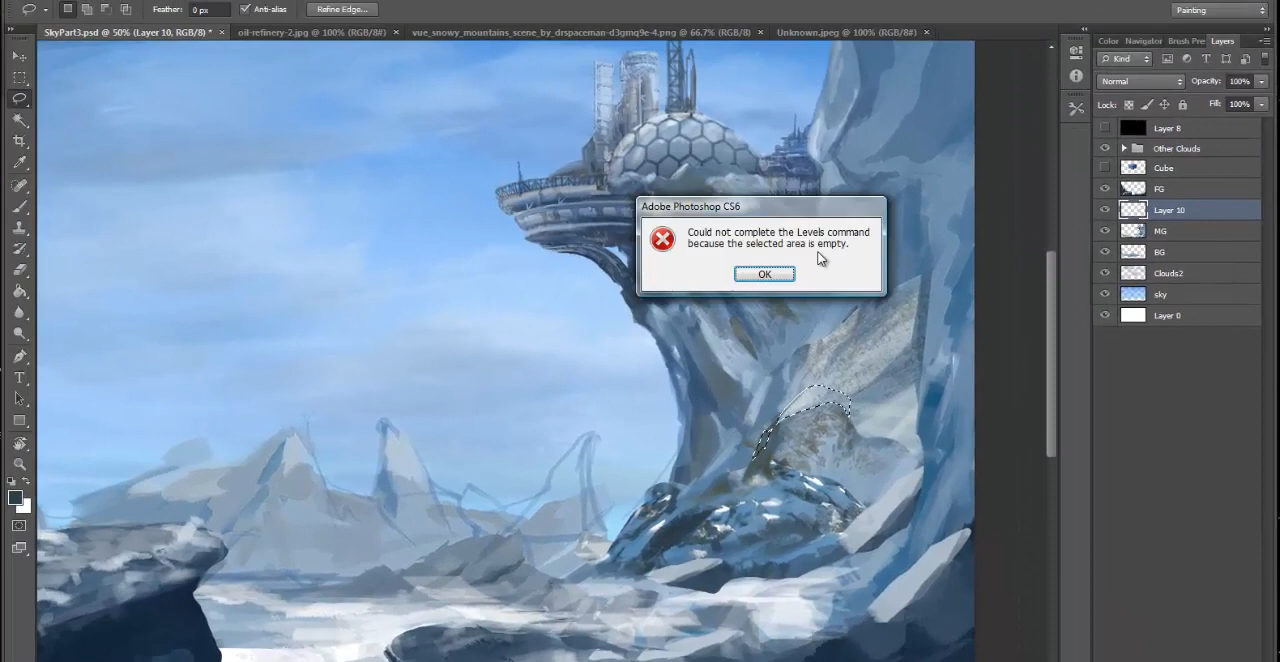 Feather: 0 px Anti-alias Refine Edge... Painting
SkyPart3.psd @ 50% (Layer 10, RGB/8) * × oil-refinery-2.jpg @ 100% (RGB/8#) × vue_snowy_mountains_scene_by_drspaceman-d3gmq9e-4.png @ 66.7% (RGB/8) × Unknown.jpeg @ 100% (RGB/8#) ×
Color Navigator Brush Pre Layers
Kind
Normal Opacity: 100%
Lock: Fill: 100%
Layer 8
Other Clouds
Cube
FG
Layer 10
MG
BG
Clouds2
sky
Layer 0
Adobe Photoshop CS6
Could not complete the Levels command
because the selected area is empty.
OK